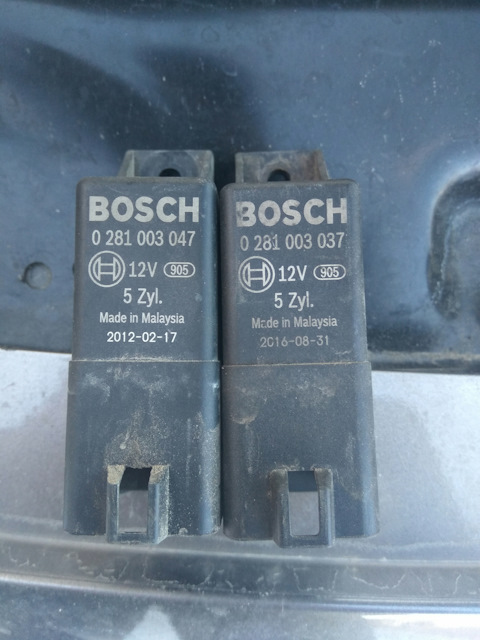 BOSCH
0 281 003 047
12V 905
5 Zyl.
Made in Malaysia
2012-02-17
BOSCH
0 281 003 037
12V 905
5 Zyl.
Made in Malaysia
2016-08-31